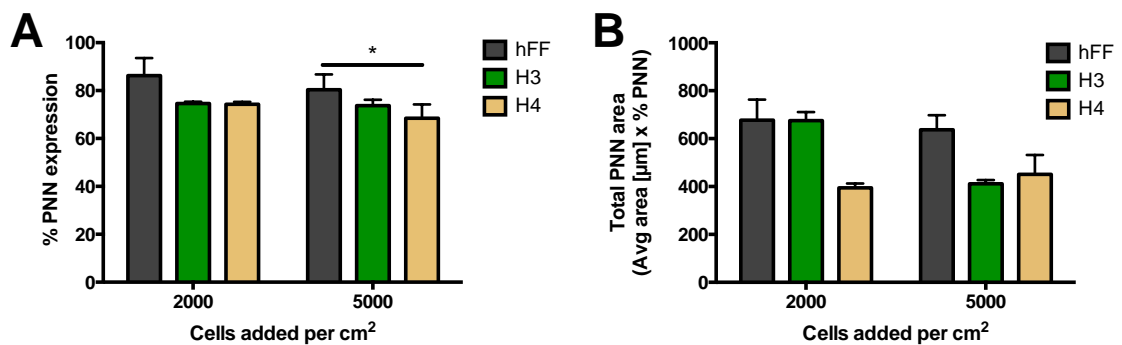 A
% PNN expression
100
80
60
40
20
0
*
2000
5000
Cells added per cm²
hFF
H3
H4
B
Total PNN area
(Avg area [µm] x % PNN)
1000
800
600
400
200
0
2000
5000
Cells added per cm²
hFF
H3
H4